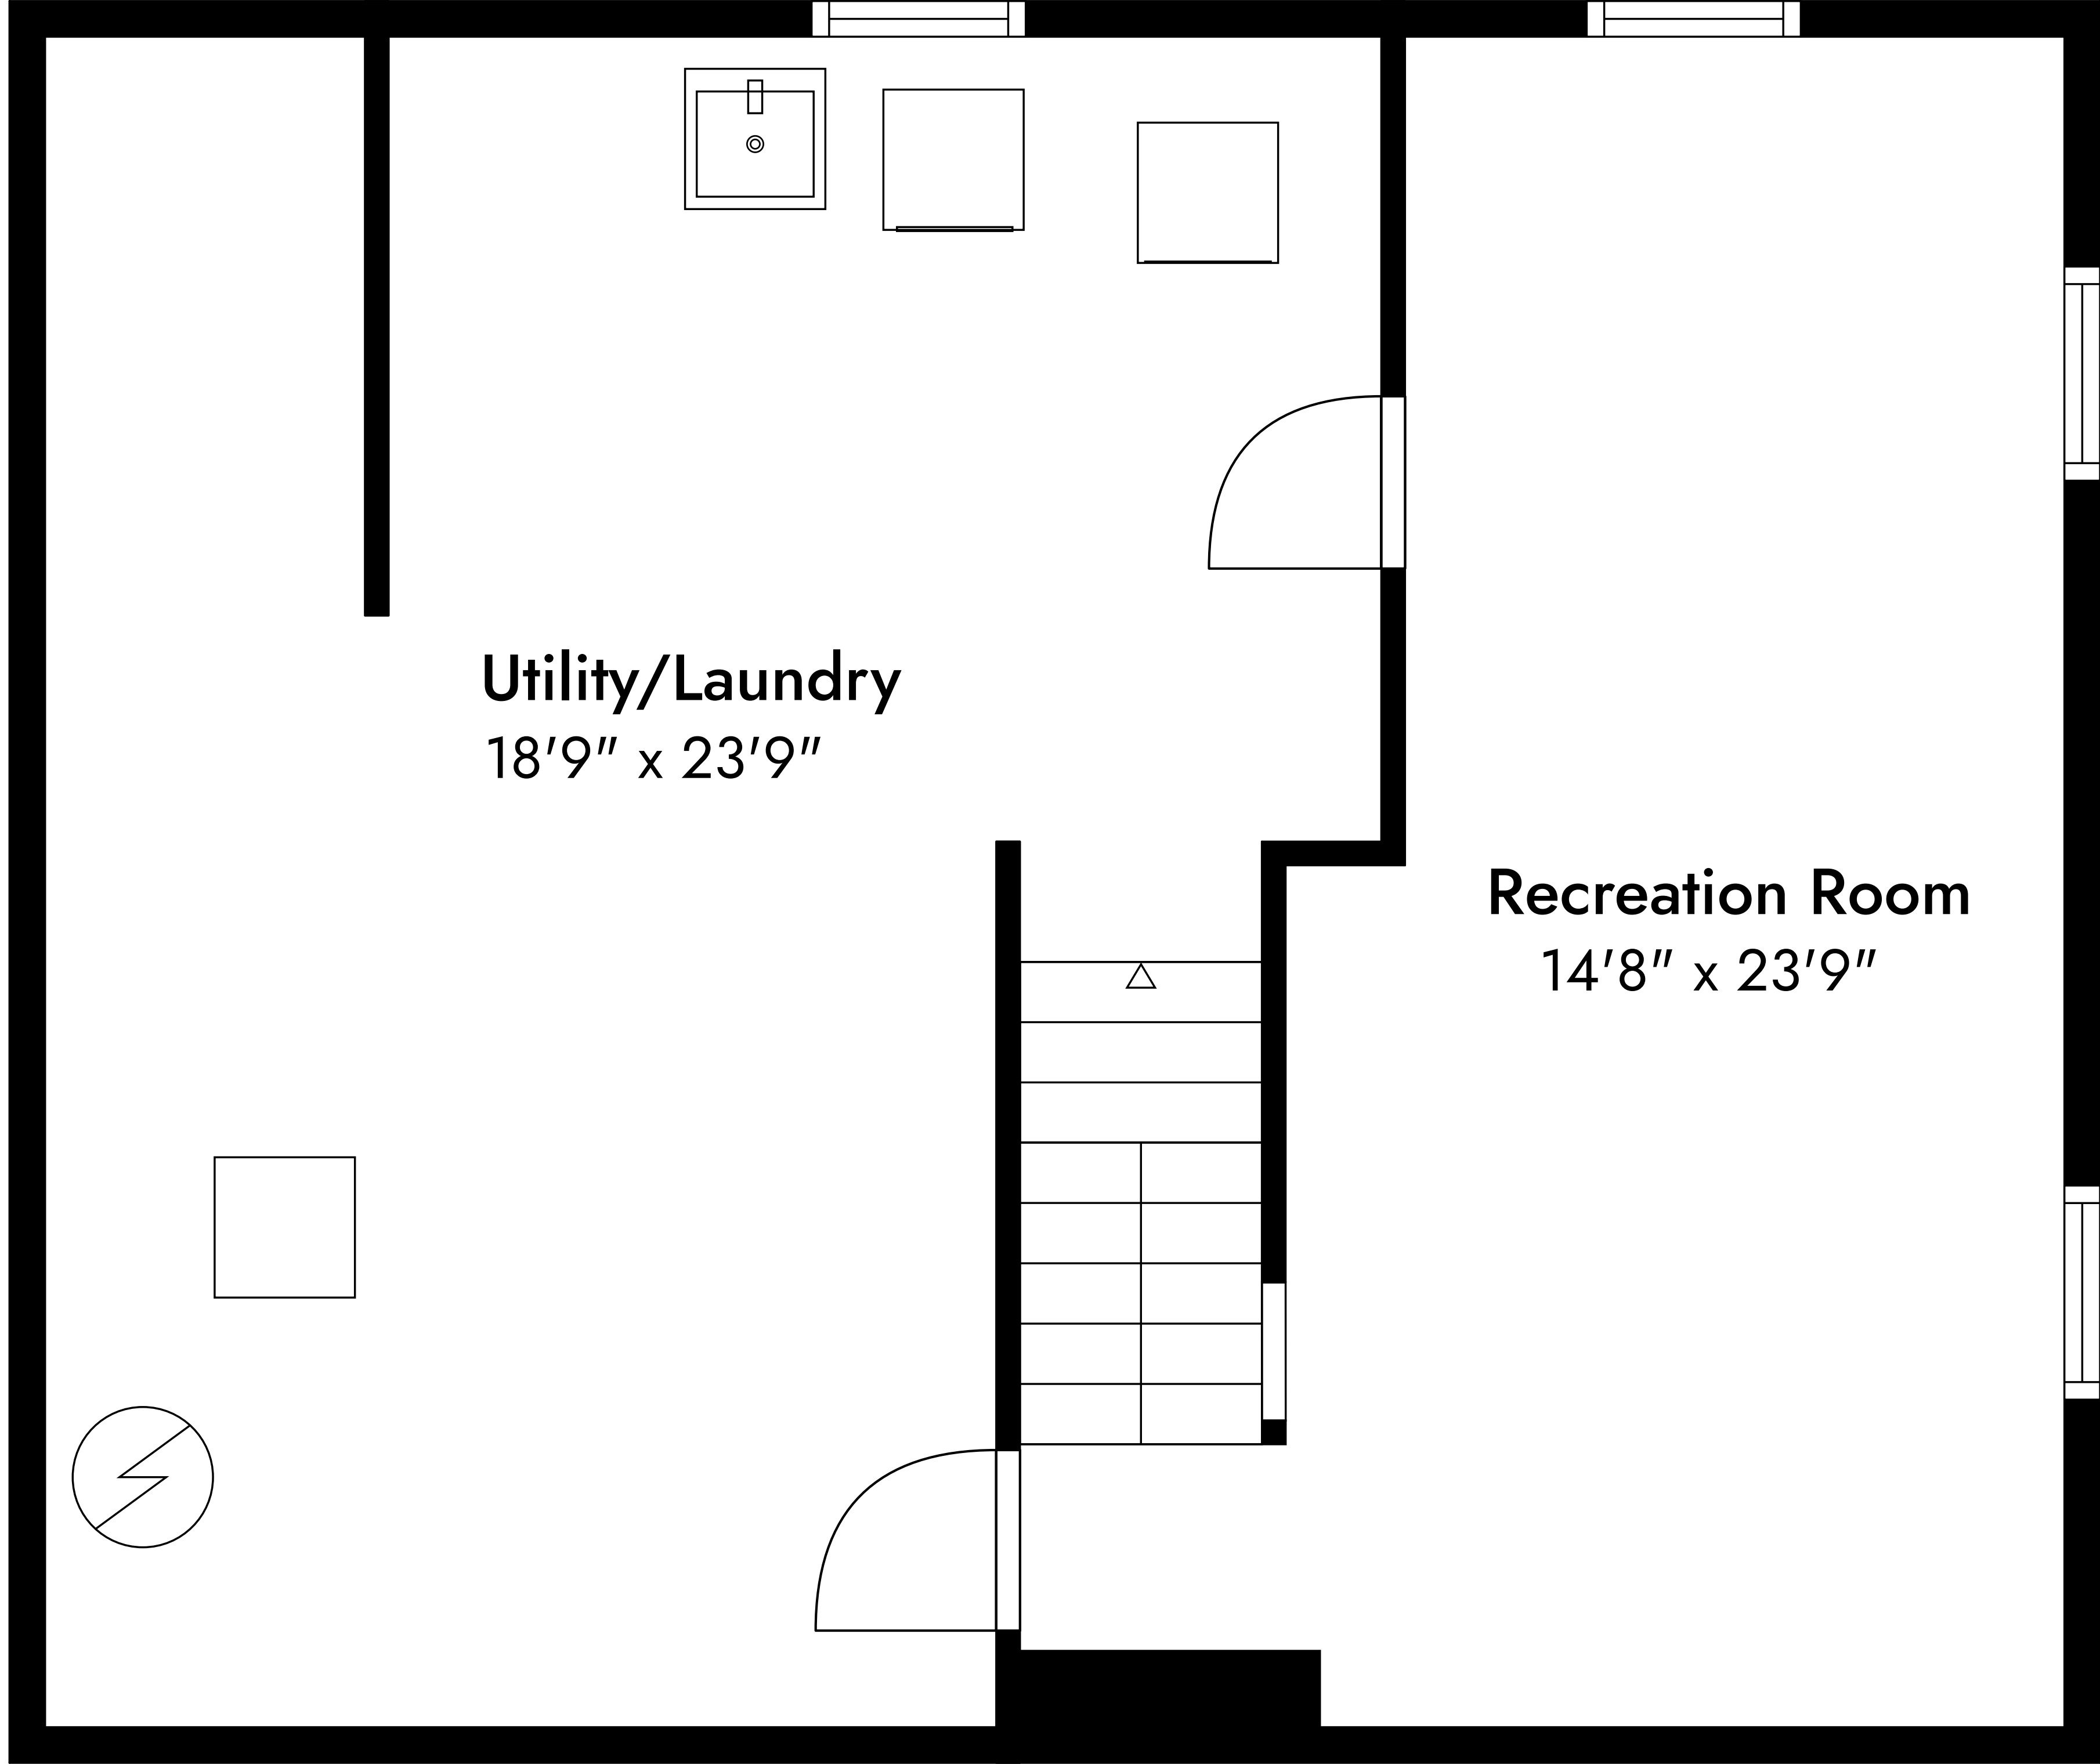 Utility/Laundry
18'9" x 23'9"
Recreation Room
14'8" x 23'9"